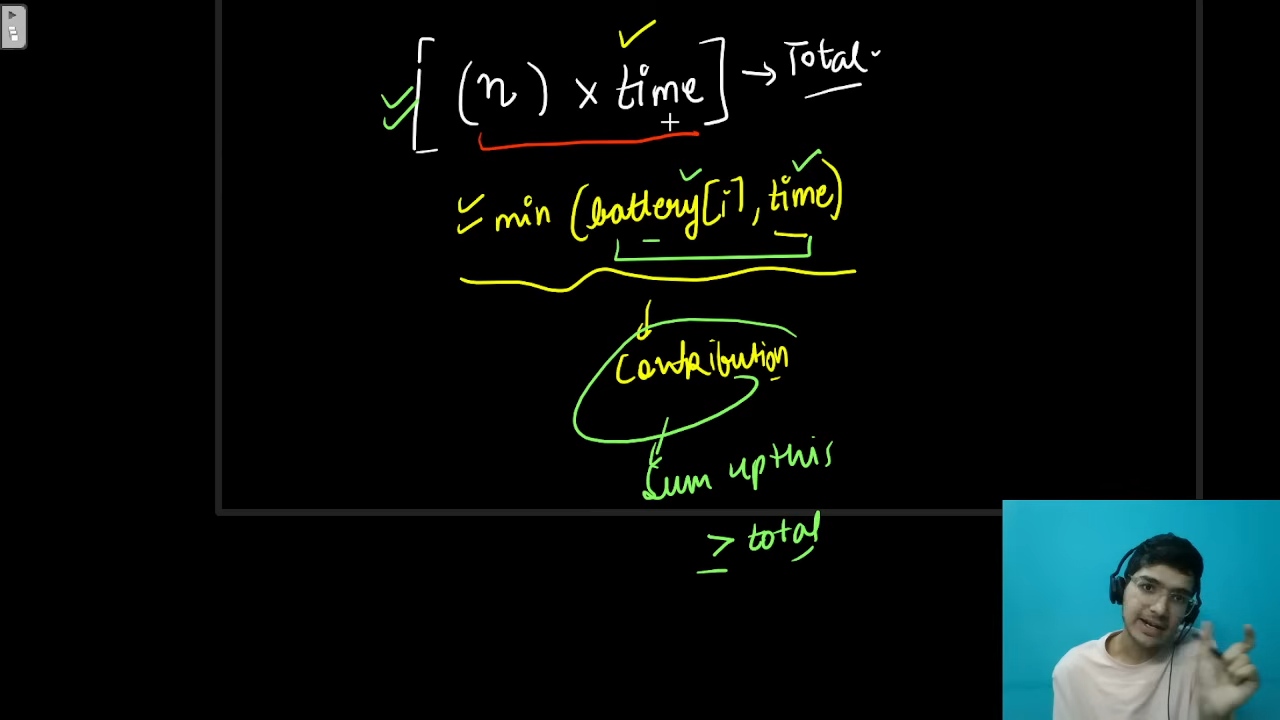 [(n) × time] → Total
min (battery[i], time)
Contribution
Sum up this
≥ total